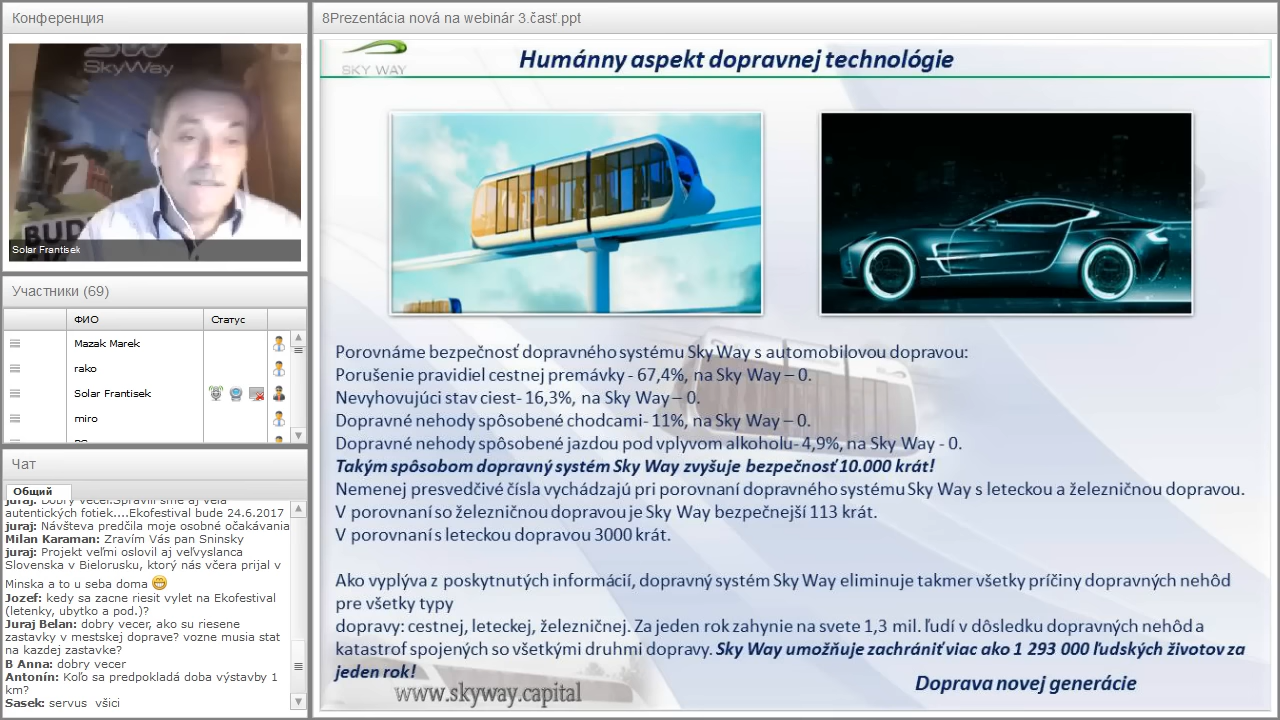 Конференция
SkyWay
BUD
Solar Frantisek
Участники (69)
ФИО
Статус
Mazak Marek
rako
Solar Frantisek
miro
Чат
Общий
juraj: Dobrý večer.Spravili sme aj veľa
autentických fotiek....Ekofestival bude 24.6.2017
juraj: Návšteva predčila moje osobné očakávania
Milan Karaman: Zravím Vás pan Sninsky
juraj: Projekt veľmi oslovil aj veľvyslanca
Slovenska v Bielorusku, ktorý nás včera prijal v
Minska a to u seba doma
Jozef: kedy sa zacne riesit vylet na Ekofestival
(letenky, ubytko a pod.)?
Juraj Belan: dobry vecer, ako su riesene
zastavky v mestskej doprave? vozne musia stat
na kazdej zastavke?
B Anna: dobry vecer
Antonín: Koľo sa predpokladá doba výstavby 1
km?
Sasek: servus všici
8Prezentácia nová na webinár 3.časť.ppt
SKY WAY
Humánny aspekt dopravnej technológie
Porovnáme bezpečnosť dopravného systému Sky Way s automobilovou dopravou:
Porušenie pravidiel cestnej premávky - 67,4%, na Sky Way – 0.
Nevyhovujúci stav ciest- 16,3%, na Sky Way – 0.
Dopravné nehody spôsobené chodcami- 11%, na Sky Way – 0.
Dopravné nehody spôsobené jazdou pod vplyvom alkoholu- 4,9%, na Sky Way - 0.
Takým spôsobom dopravný systém Sky Way zvyšuje bezpečnosť 10.000 krát!
Nemenej presvedčivé čísla vychádzajú pri porovnaní dopravného systému Sky Way s leteckou a železničnou dopravou.
V porovnaní so železničnou dopravou je Sky Way bezpečnejší 113 krát.
V porovnaní s leteckou dopravou 3000 krát.
Ako vyplýva z poskytnutých informácií, dopravný systém Sky Way eliminuje takmer všetky príčiny dopravných nehôd
pre všetky typy
dopravy: cestnej, leteckej, železničnej. Za jeden rok zahynie na svete 1,3 mil. ľudí v dôsledku dopravných nehôd a
katastrof spojených so všetkými druhmi dopravy. Sky Way umožňuje zachrániť viac ako 1 293 000 ľudských životov za
jeden rok!
www.skyway.capital
Doprava novej generácie